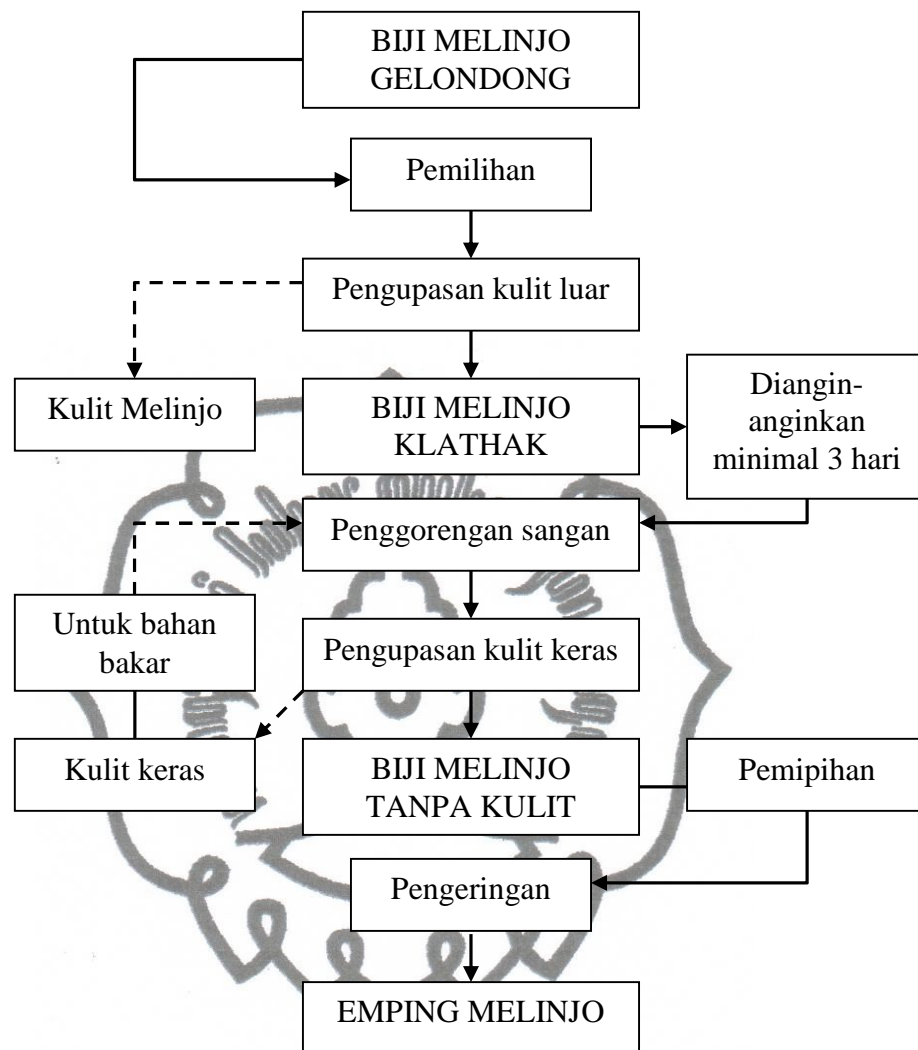 BIJI MELINJO
GELONDONG
Pemilihan
Pengupasan kulit luar
Kulit Melinjo
BIJI MELINJO
KLATHAK
Diangin-
anginkan
minimal 3 hari
Penggorengan sangan
Untuk bahan
bakar
Pengupasan kulit keras
Kulit keras
BIJI MELINJO
TANPA KULIT
Pemipihan
Pengeringan
EMPING MELINJO